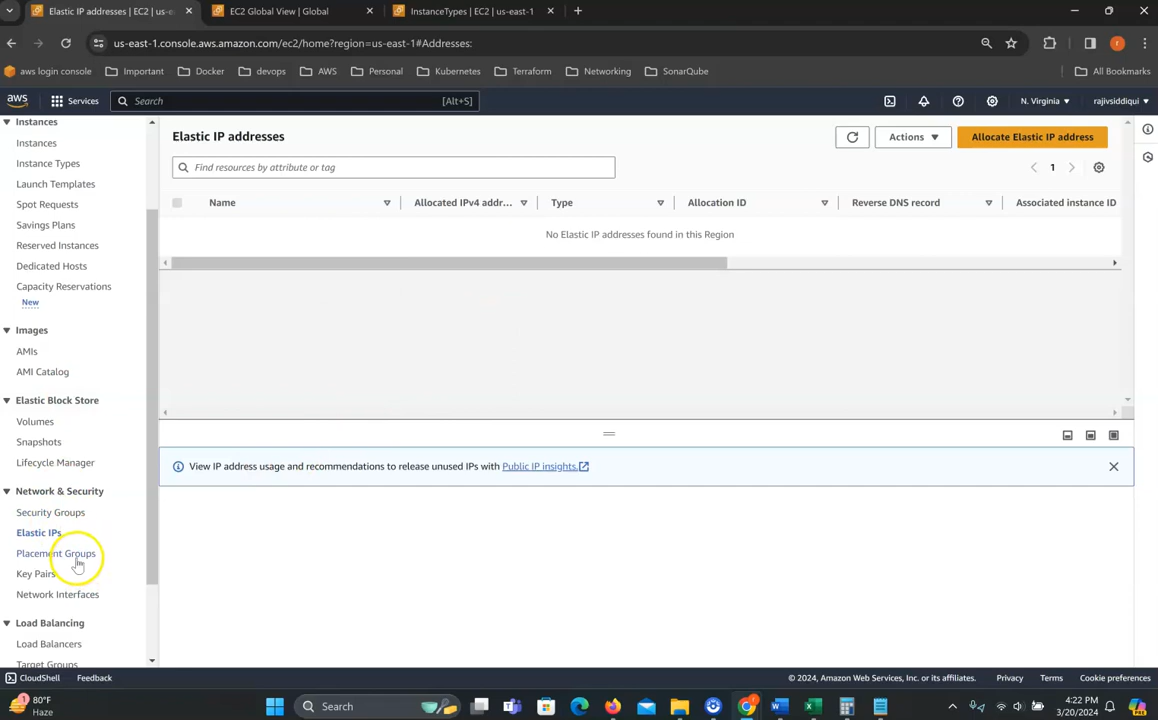 Elastic IP addresses | EC2 | us-e
EC2 Global View | Global
InstanceTypes | EC2 | us-east-1
us-east-1.console.aws.amazon.com/ec2/home?region=us-east-1#Addresses:
aws login console
Important
Docker
devops
AWS
Personal
Kubernetes
Terraform
Networking
SonarQube
All Bookmarks
aws
Services
Search
[Alt+S]
N. Virginia
rajivsiddiqui
Instances
Instances
Instance Types
Launch Templates
Spot Requests
Savings Plans
Reserved Instances
Dedicated Hosts
Capacity Reservations
New
Images
AMIs
AMI Catalog
Elastic Block Store
Volumes
Snapshots
Lifecycle Manager
Network & Security
Security Groups
Elastic IPs
Placement Groups
Key Pairs
Network Interfaces
Load Balancing
Load Balancers
Target Groups
Elastic IP addresses
Actions
Allocate Elastic IP address
Find resources by attribute or tag
1
Name
Allocated IPv4 addr...
Type
Allocation ID
Reverse DNS record
Associated instance ID
No Elastic IP addresses found in this Region
View IP address usage and recommendations to release unused IPs with Public IP insights.
CloudShell
Feedback
© 2024, Amazon Web Services, Inc. or its affiliates.
Privacy
Terms
Cookie preferences
80°F
Haze
Search
4:22 PM
3/20/2024